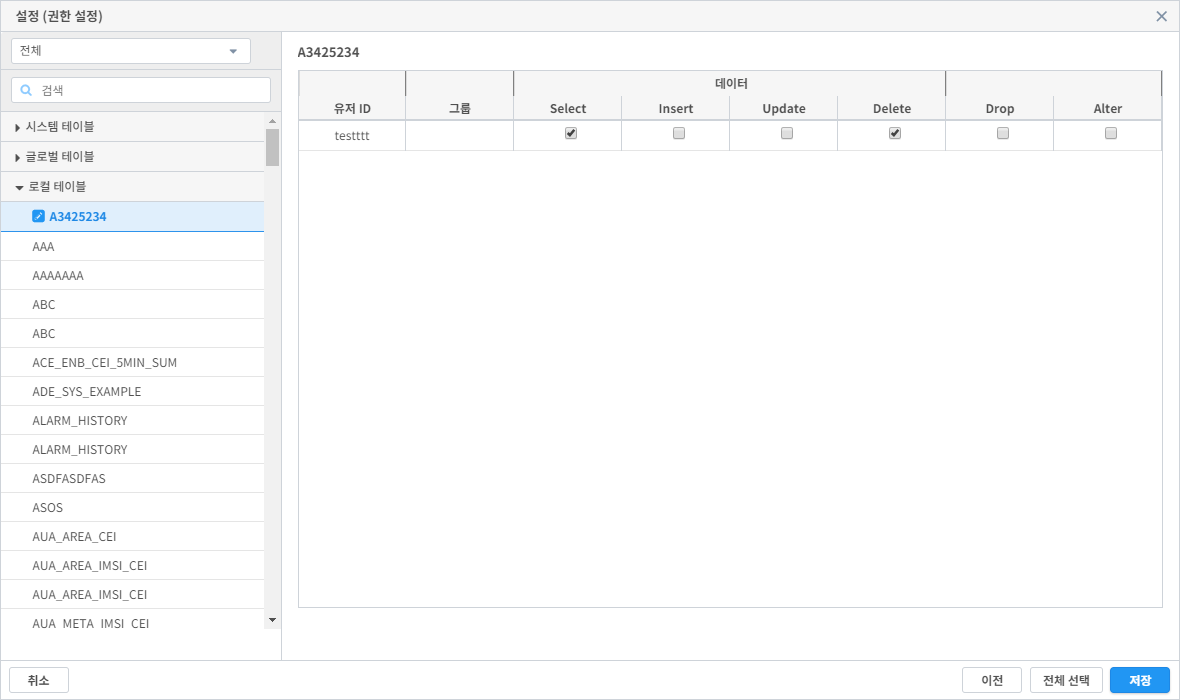 설정 (권한 설정)
전체
검색
시스템 테이블
글로벌 테이블
로컬 테이블
A3425234
AAA
AAAAAAA
ABC
ABC
ACE_ENB_CEI_5MIN_SUM
ADE_SYS_EXAMPLE
ALARM_HISTORY
ALARM_HISTORY
ASDFASDFAS
ASOS
AUA_AREA_CEI
AUA_AREA_IMSI_CEI
AUA_AREA_IMSI_CEI
AUA_META_IMSI_CEI
A3425234
데이터
유저 ID 그룹 Select Insert Update Delete Drop Alter
testttt
취소 이전 전체 선택 저장